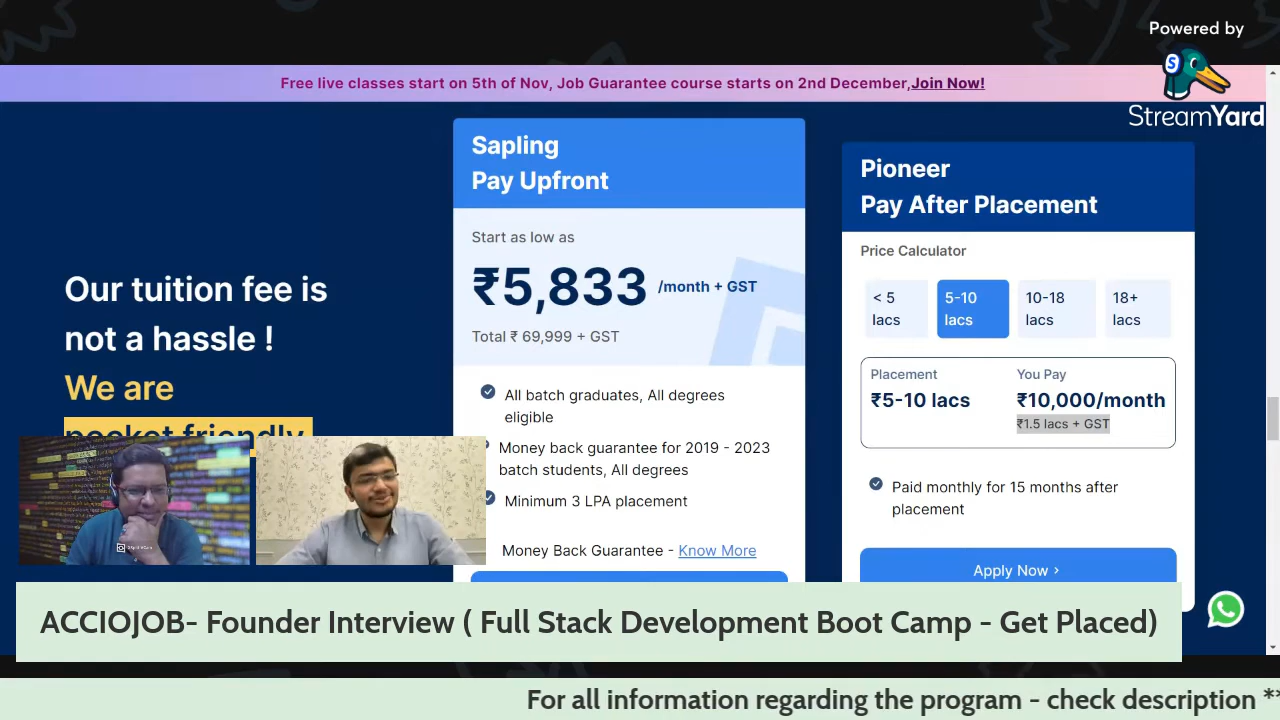 Powered by
StreamYard
Free live classes start on 5th of Nov, Job Guarantee course starts on 2nd December,Join Now!
Our tuition fee is
not a hassle !
We are
pocket friendly.
Sapling
Pay Upfront
Start as low as
₹5,833 /month + GST
Total ₹ 69,999 + GST
All batch graduates, All degrees
eligible
Money back guarantee for 2019 - 2023
batch students, All degrees
Minimum 3 LPA placement
Money Back Guarantee - Know More
Pioneer
Pay After Placement
Price Calculator
< 5
lacs
5-10
lacs
10-18
lacs
18+
lacs
Placement
₹5-10 lacs
You Pay
₹10,000/month
₹1.5 lacs + GST
Paid monthly for 15 months after
placement
Apply Now ›
ACCIOJOB- Founder Interview ( Full Stack Development Boot Camp - Get Placed)
For all information regarding the program - check description **